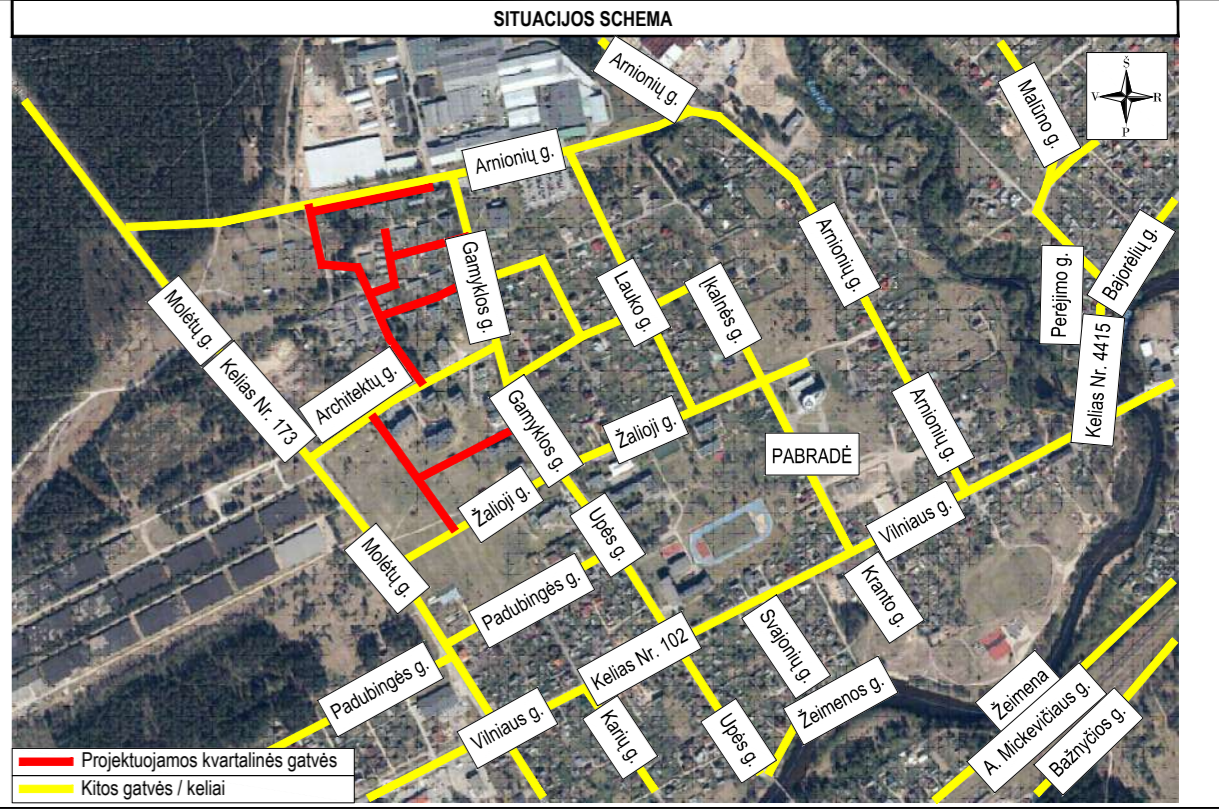 SITUACIJOS SCHEMA
Arnionių g.
Malūno g.
Š
V
R
P
Arnionių g.
Gamyklos g.
Arnionių g.
Perėjimo g.
Bajorėlių g.
Lauko g.
Įkalnės g.
Molėtų g.
Kelias Nr. 173
Architektų g.
Kelias Nr. 4415
Gamyklos g.
Žalioji g.
Arnionių g.
PABRADĖ
Žalioji g.
Vilniaus g.
Upės g.
Molėtų g.
Padubingės g.
Kranto g.
Svajonių g.
Kelias Nr. 102
Padubingės g.
Žeimenos g.
Žeimena
Vilniaus g.
Karių g.
Upės g.
A. Mickevičiaus g.
Bažnyčios g.
Projektuojamos kvartalinės gatvės
Kitos gatvės / keliai